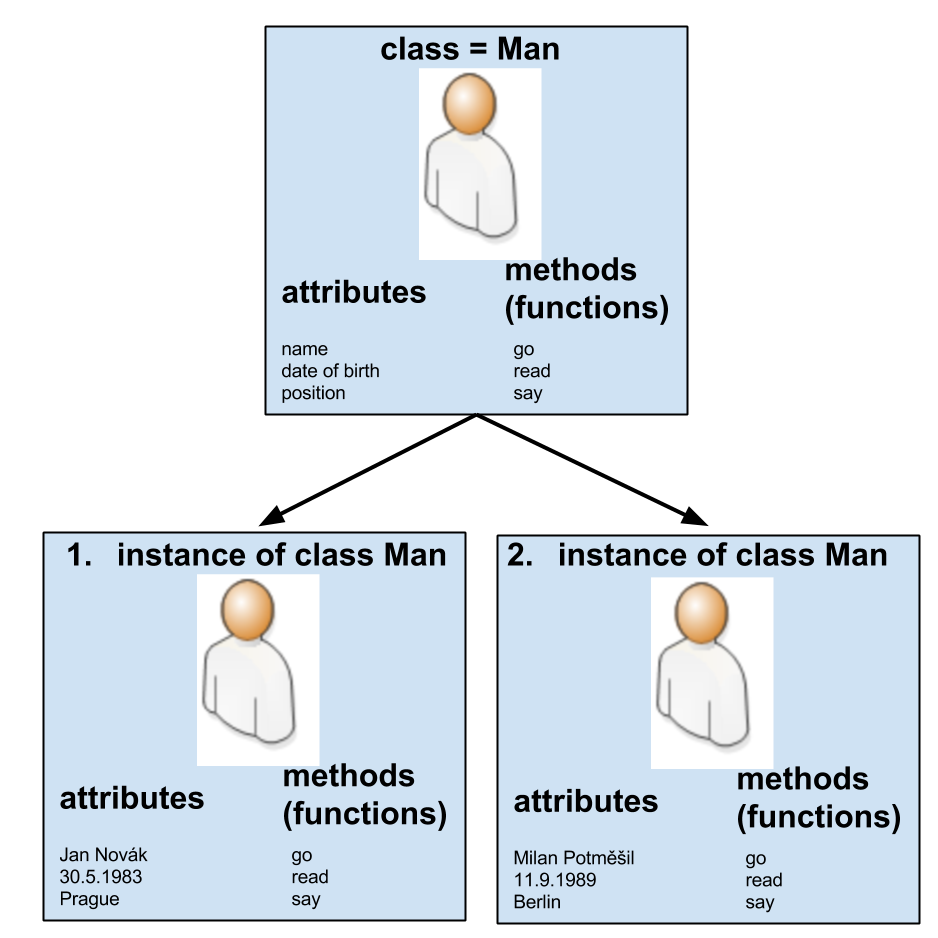 class = Man
attributes
methods
(functions)
name
date of birth
position
go
read
say
1. instance of class Man
attributes
methods
(functions)
Jan Novák
30.5.1983
Prague
go
read
say
2. instance of class Man
attributes
methods
(functions)
Milan Potměšil
11.9.1989
Berlin
go
read
say